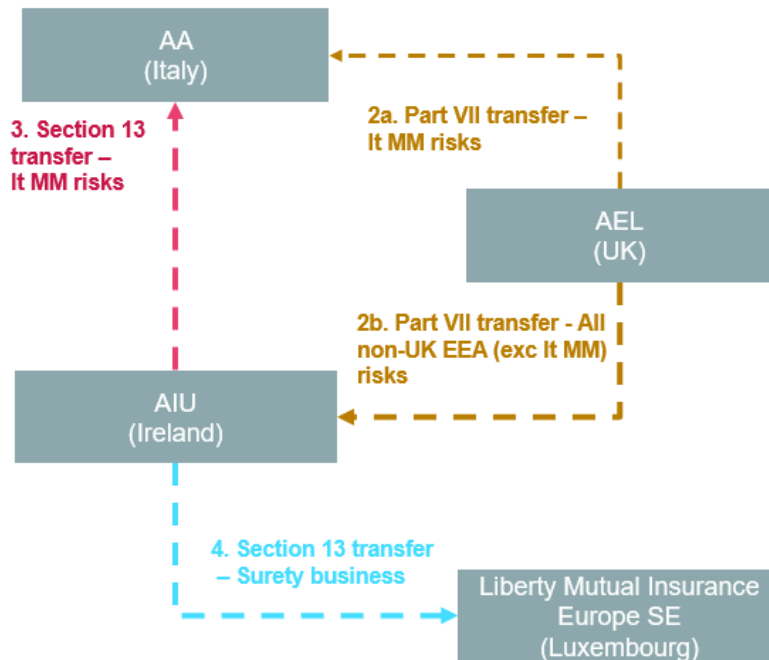 AA
(Italy)
3. Section 13
transfer –
It MM risks
2a. Part VII transfer –
It MM risks
AEL
(UK)
2b. Part VII transfer - All
non-UK EEA (exc It MM)
risks
AIU
(Ireland)
4. Section 13 transfer
– Surety business
Liberty Mutual Insurance
Europe SE
(Luxembourg)